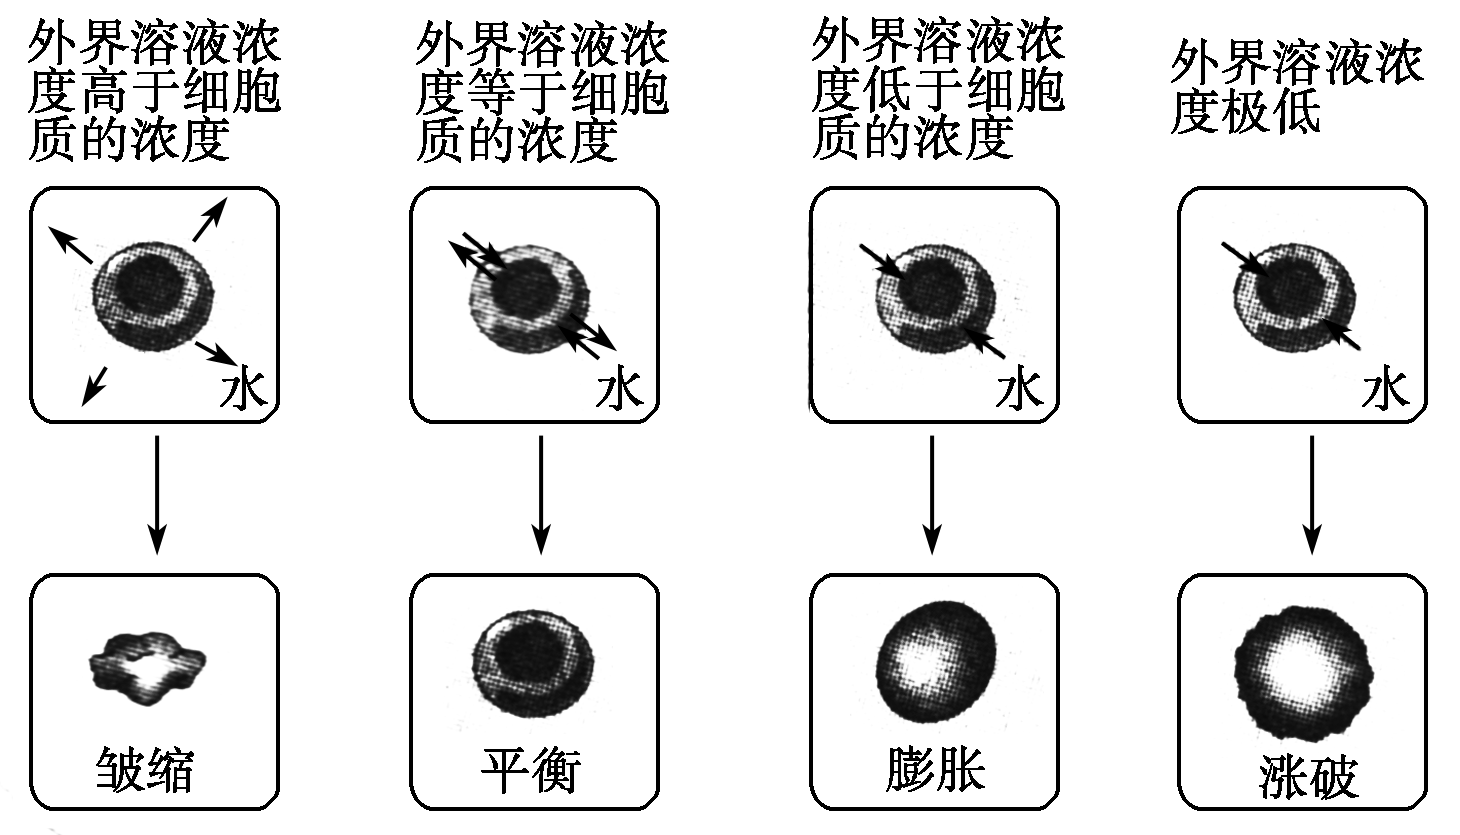 外界溶液浓
度高于细胞
质的浓度
外界溶液浓
度等于细胞
质的浓度
外界溶液浓
度低于细胞
质的浓度
外界溶液浓
度极低
水
水
水
水
皱缩
平衡
膨胀
涨破